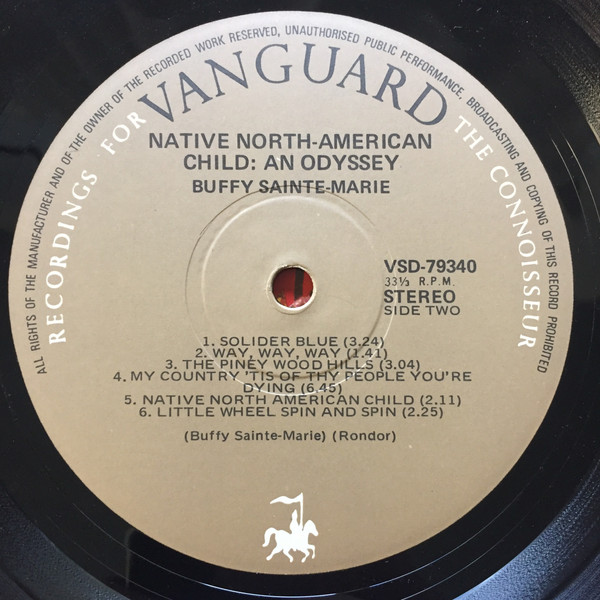 ALL RIGHTS OF THE MANUFACTURER AND OF THE OWNER OF THE RECORDED WORK RESERVED, UNAUTHORISED PUBLIC PERFORMANCE, BROADCASTING AND COPYING OF THIS RECORD PROHIBITED
RECORDINGS FOR VANGUARD THE CONNOISSEUR
NATIVE NORTH-AMERICAN
CHILD: AN ODYSSEY
BUFFY SAINTE-MARIE
VSD-79340
33⅓ R.P.M.
STEREO
SIDE TWO
1. SOLIDER BLUE (3.24)
2. WAY, WAY, WAY (1.41)
3. THE PINEY WOOD HILLS (3.04)
4. MY COUNTRY 'TIS OF THY PEOPLE YOU'RE
DYING (6.45)
5. NATIVE NORTH AMERICAN CHILD (2.11)
6. LITTLE WHEEL SPIN AND SPIN (2.25)
(Buffy Sainte-Marie) (Rondor)